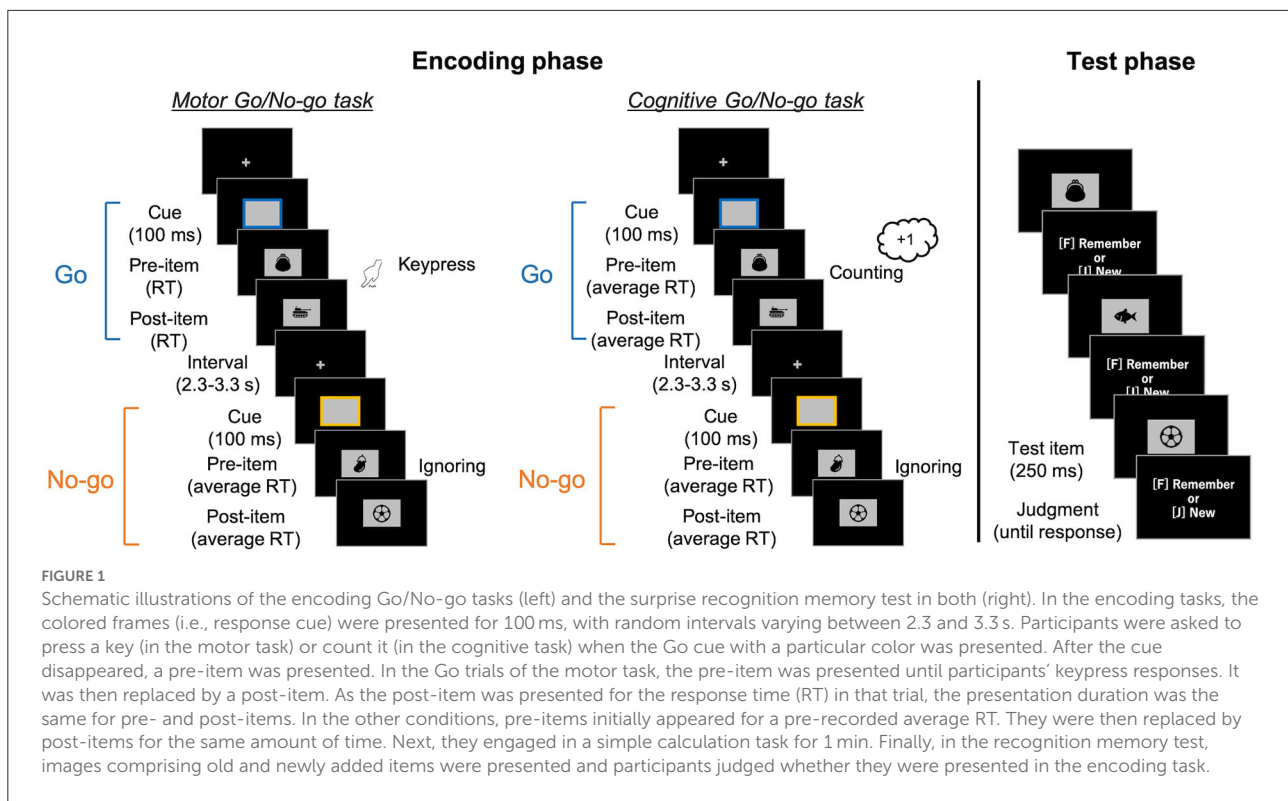 Encoding phase
Test phase
Motor Go/No-go task
Cognitive Go/No-go task
Go
Cue
(100 ms)
Pre-item
(RT)
Post-item
(RT)
Keypress
Interval
(2.3-3.3 s)
No-go
Cue
(100 ms)
Pre-item
(average RT)
Post-item
(average RT)
Ignoring
Go
Cue
(100 ms)
Pre-item
(average RT)
Post-item
(average RT)
+1
Counting
Interval
(2.3-3.3 s)
No-go
Cue
(100 ms)
Pre-item
(average RT)
Post-item
(average RT)
Ignoring
[F] Remember
or
[J] New
[F] Remember
or
[J] New
Test item
(250 ms)
Judgment
(until response)
[F] Remember
or
[J] New
FIGURE 1
Schematic illustrations of the encoding Go/No-go tasks (left) and the surprise recognition memory test in both (right). In the encoding tasks, the
colored frames (i.e., response cue) were presented for 100 ms, with random intervals varying between 2.3 and 3.3 s. Participants were asked to
press a key (in the motor task) or count it (in the cognitive task) when the Go cue with a particular color was presented. After the cue
disappeared, a pre-item was presented. In the Go trials of the motor task, the pre-item was presented until participants’ keypress responses. It
was then replaced by a post-item. As the post-item was presented for the response time (RT) in that trial, the presentation duration was the
same for pre- and post-items. In the other conditions, pre-items initially appeared for a pre-recorded average RT. They were then replaced by
post-items for the same amount of time. Next, they engaged in a simple calculation task for 1 min. Finally, in the recognition memory test,
images comprising old and newly added items were presented and participants judged whether they were presented in the encoding task.